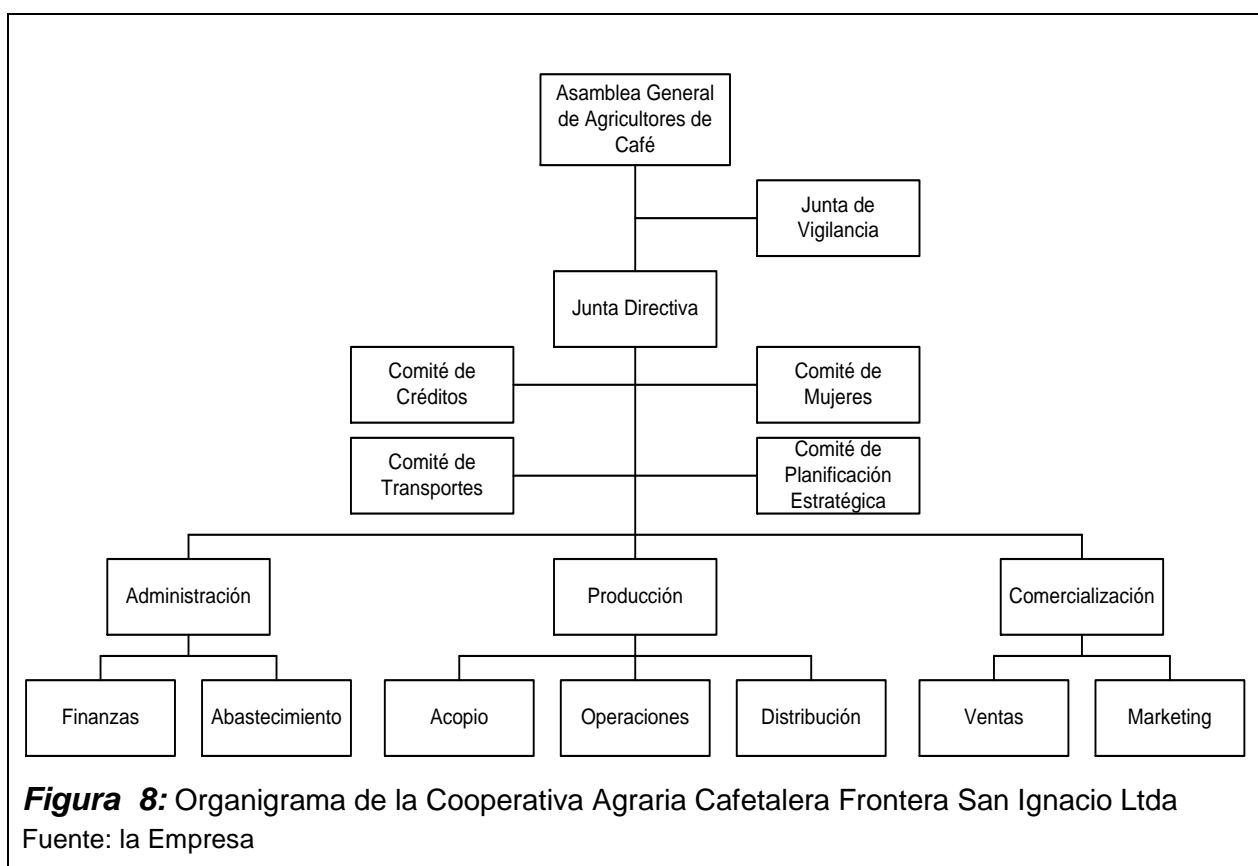 Asamblea General
de Agricultores de
Café
Junta de
Vigilancia
Junta Directiva
Comité de
Créditos
Comité de
Mujeres
Comité de
Transportes
Comité de
Planificación
Estratégica
Administración
Producción
Comercialización
Finanzas
Abastecimiento
Acopio
Operaciones
Distribución
Ventas
Marketing
Figura 8: Organigrama de la Cooperativa Agraria Cafetalera Frontera San Ignacio Ltda
Fuente: la Empresa